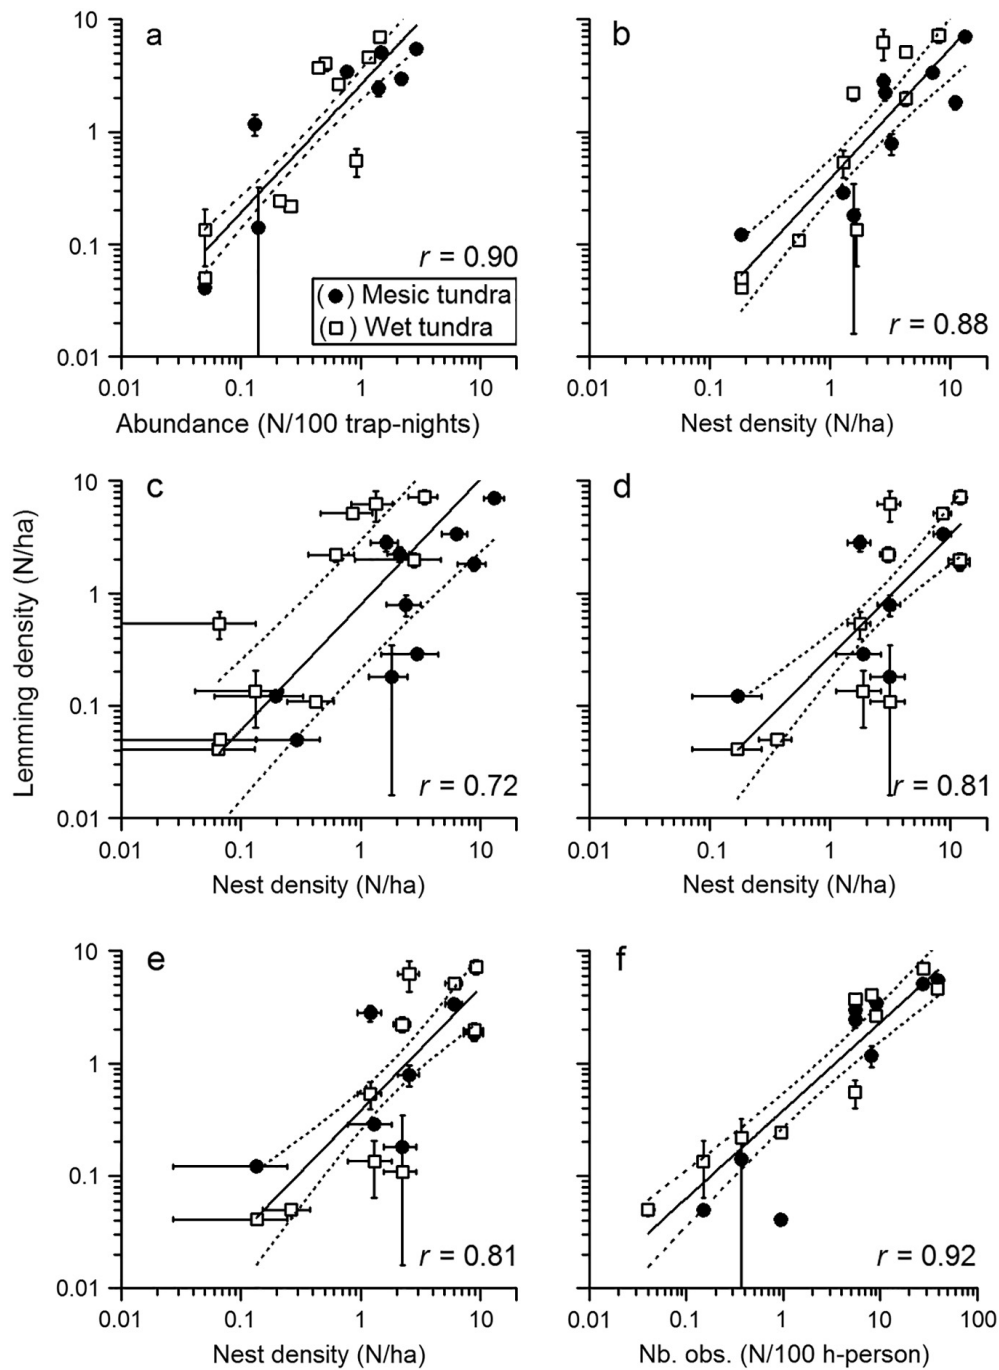 a
10
1
0.1
0.01
r = 0.90
( ) Mesic tundra
( ) Wet tundra
0.01 0.1 1 10
Abundance (N/100 trap-nights)
b
10
1
0.1
0.01
r = 0.88
0.01 0.1 1 10
Nest density (N/ha)
Lemming density (N/ha)
c
10
1
0.1
0.01
r = 0.72
0.01 0.1 1 10
Nest density (N/ha)
d
10
1
0.1
0.01
r = 0.81
0.01 0.1 1 10
Nest density (N/ha)
e
10
1
0.1
0.01
r = 0.81
0.01 0.1 1 10
Nest density (N/ha)
f
10
1
0.1
0.01
r = 0.92
0.01 0.1 1 10 100
Nb. obs. (N/100 h-person)